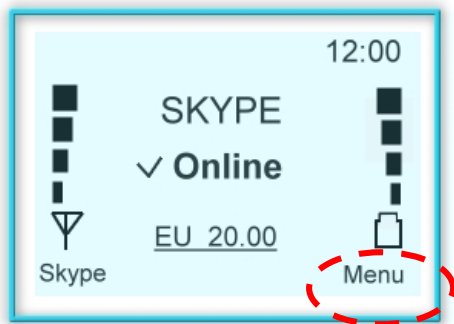 12:00
SKYPE
✓ Online
EU 20.00
Skype Menu